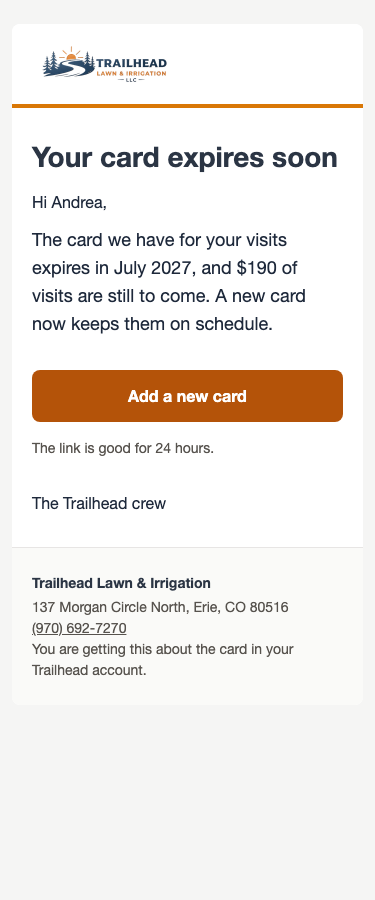 TRAILHEAD
LAWN & IRRIGATION
LLC
Your card expires soon
Hi Andrea,
The card we have for your visits
expires in July 2027, and $190 of
visits are still to come. A new card
now keeps them on schedule.
Add a new card
The link is good for 24 hours.
The Trailhead crew
Trailhead Lawn & Irrigation
137 Morgan Circle North, Erie, CO 80516
(970) 692-7270
You are getting this about the card in your
Trailhead account.